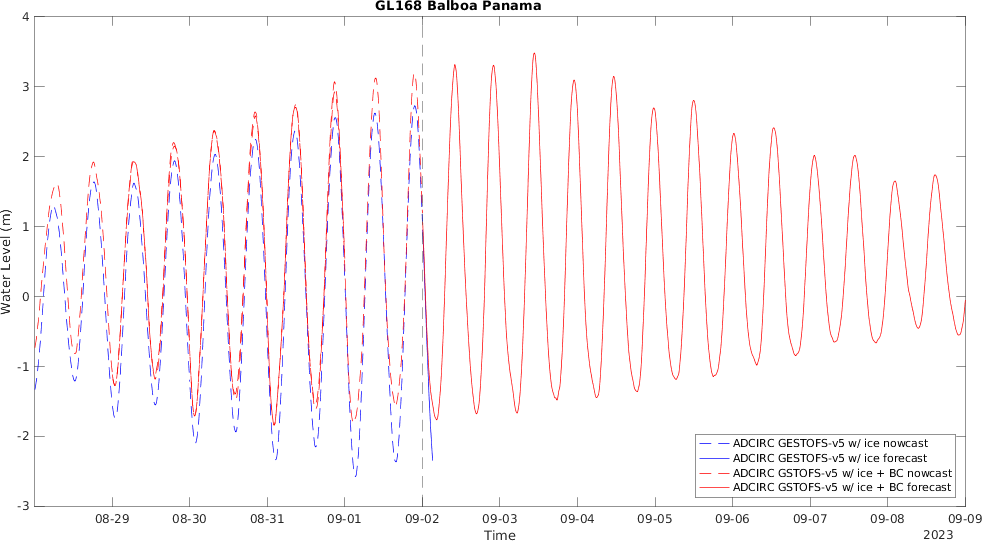 GL168 Balboa Panama
4
3
2
1
0
-1
-2
-3
Water Level (m)
ADCIRC GESTOFS-v5 w/ ice nowcast
ADCIRC GESTOFS-v5 w/ ice forecast
ADCIRC GSTOFS-v5 w/ ice + BC nowcast
ADCIRC GSTOFS-v5 w/ ice + BC forecast
08-29 08-30 08-31 09-01 09-02 09-03 09-04 09-05 09-06 09-07 09-08 09-09
Time
2023